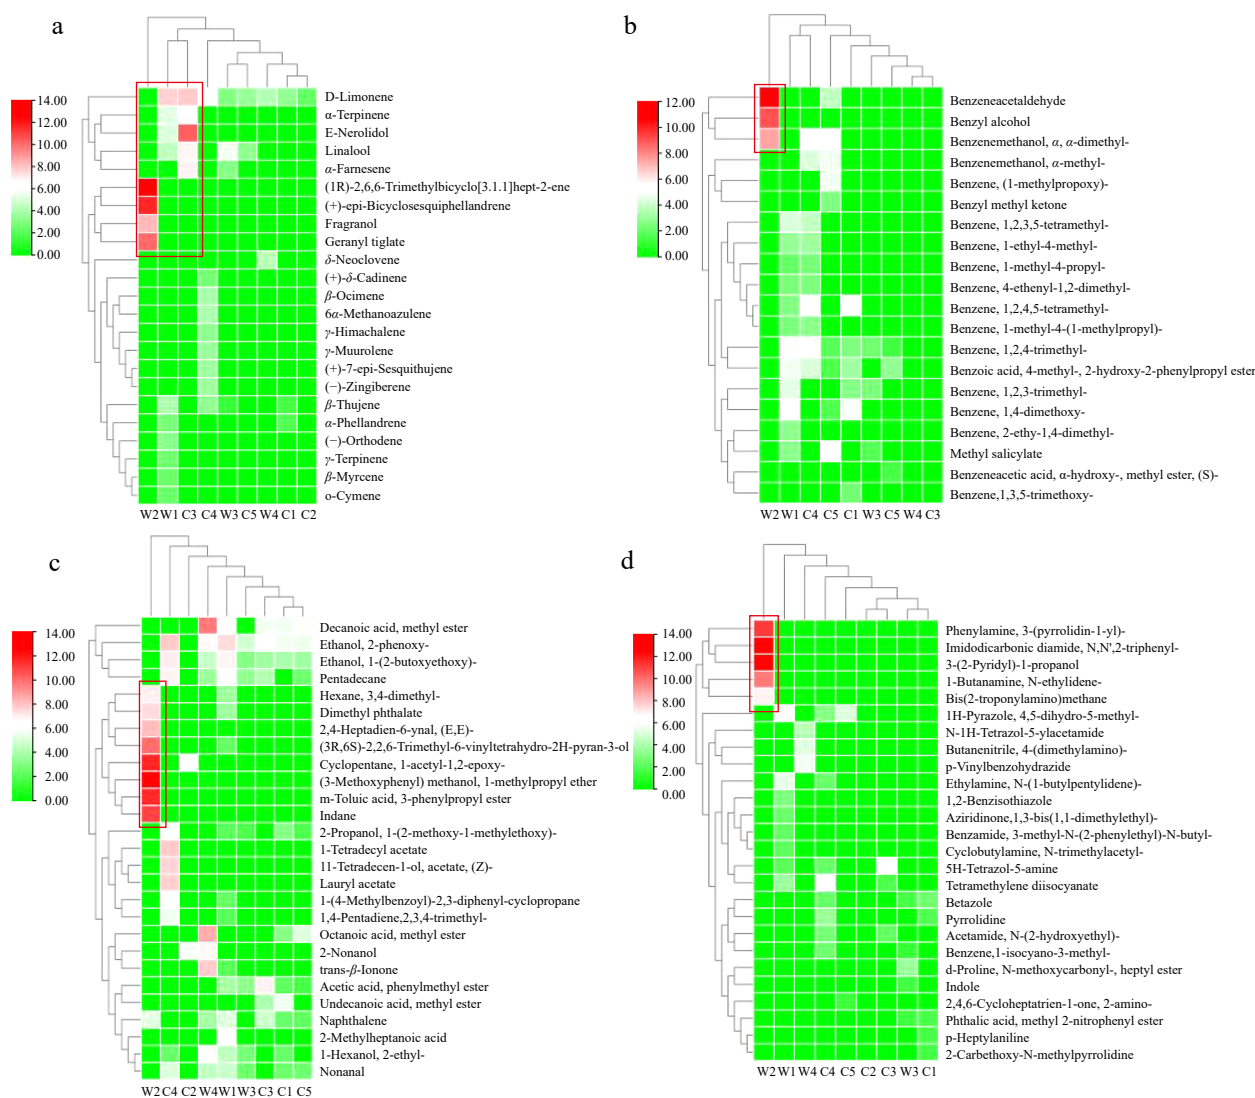 a
14.00
12.00
10.00
8.00
6.00
4.00
2.00
0.00
D-Limonene
α-Terpinene
E-Nerolidol
Linalool
α-Farnesene
(1R)-2,6,6-Trimethylbicyclo[3.1.1]hept-2-ene
(+)-epi-Bicyclosesquiphellandrene
Fragranol
Geranyl tiglate
δ-Neoclovene
(+)-δ-Cadinene
β-Ocimene
6α-Methanoazulene
γ-Himachalene
γ-Muurolene
(+)-7-epi-Sesquithujene
(−)-Zingiberene
β-Thujene
α-Phellandrene
(−)-Orthodene
γ-Terpinene
β-Myrcene
o-Cymene
W2 W1 C3 C4 W3 C5 W4 C1 C2
b
12.00
10.00
8.00
6.00
4.00
2.00
0.00
Benzeneacetaldehyde
Benzyl alcohol
Benzenemethanol, α, α-dimethyl-
Benzenemethanol, α-methyl-
Benzene, (1-methylpropoxy)-
Benzyl methyl ketone
Benzene, 1,2,3,5-tetramethyl-
Benzene, 1-ethyl-4-methyl-
Benzene, 1-methyl-4-propyl-
Benzene, 4-ethenyl-1,2-dimethyl-
Benzene, 1,2,4,5-tetramethyl-
Benzene, 1-methyl-4-(1-methylpropyl)-
Benzene, 1,2,4-trimethyl-
Benzoic acid, 4-methyl-, 2-hydroxy-2-phenylpropyl ester
Benzene, 1,2,3-trimethyl-
Benzene, 1,4-dimethoxy-
Benzene, 2-ethy-1,4-dimethyl-
Methyl salicylate
Benzeneacetic acid, α-hydroxy-, methyl ester, (S)-
Benzene,1,3,5-trimethoxy-
W2 W1 C4 C5 C1 W3 C5 W4 C3
c
14.00
12.00
10.00
8.00
6.00
4.00
2.00
0.00
Decanoic acid, methyl ester
Ethanol, 2-phenoxy-
Ethanol, 1-(2-butoxyethoxy)-
Pentadecane
Hexane, 3,4-dimethyl-
Dimethyl phthalate
2,4-Heptadien-6-ynal, (E,E)-
(3R,6S)-2,2,6-Trimethyl-6-vinyltetrahydro-2H-pyran-3-ol
Cyclopentane, 1-acetyl-1,2-epoxy-
(3-Methoxyphenyl) methanol, 1-methylpropyl ether
m-Toluic acid, 3-phenylpropyl ester
Indane
2-Propanol, 1-(2-methoxy-1-methylethoxy)-
1-Tetradecyl acetate
11-Tetradecen-1-ol, acetate, (Z)-
Lauryl acetate
1-(4-Methylbenzoyl)-2,3-diphenyl-cyclopropane
1,4-Pentadiene,2,3,4-trimethyl-
Octanoic acid, methyl ester
2-Nonanol
trans-β-Ionone
Acetic acid, phenylmethyl ester
Undecanoic acid, methyl ester
Naphthalene
2-Methylheptanoic acid
1-Hexanol, 2-ethyl-
Nonanal
W2 C4 C2 W4 W1 W3 C3 C1 C5
d
14.00
12.00
10.00
8.00
6.00
4.00
2.00
0.00
Phenylamine, 3-(pyrrolidin-1-yl)-
Imidodicarbonic diamide, N,N',2-triphenyl-
3-(2-Pyridyl)-1-propanol
1-Butanamine, N-ethylidene-
Bis(2-troponylamino)methane
1H-Pyrazole, 4,5-dihydro-5-methyl-
N-1H-Tetrazol-5-ylacetamide
Butanenitrile, 4-(dimethylamino)-
p-Vinylbenzohydrazide
Ethylamine, N-(1-butylpentylidene)-
1,2-Benzisothiazole
Aziridinone,1,3-bis(1,1-dimethylethyl)-
Benzamide, 3-methyl-N-(2-phenylethyl)-N-butyl-
Cyclobutylamine, N-trimethylacetyl-
5H-Tetrazol-5-amine
Tetramethylene diisocyanate
Betazole
Pyrrolidine
Acetamide, N-(2-hydroxyethyl)-
Benzene,1-isocyano-3-methyl-
d-Proline, N-methoxycarbonyl-, heptyl ester
Indole
2,4,6-Cycloheptatrien-1-one, 2-amino-
Phthalic acid, methyl 2-nitrophenyl ester
p-Heptylaniline
2-Carbethoxy-N-methylpyrrolidine
W2 W1 W4 C4 C5 C2 C3 W3 C1